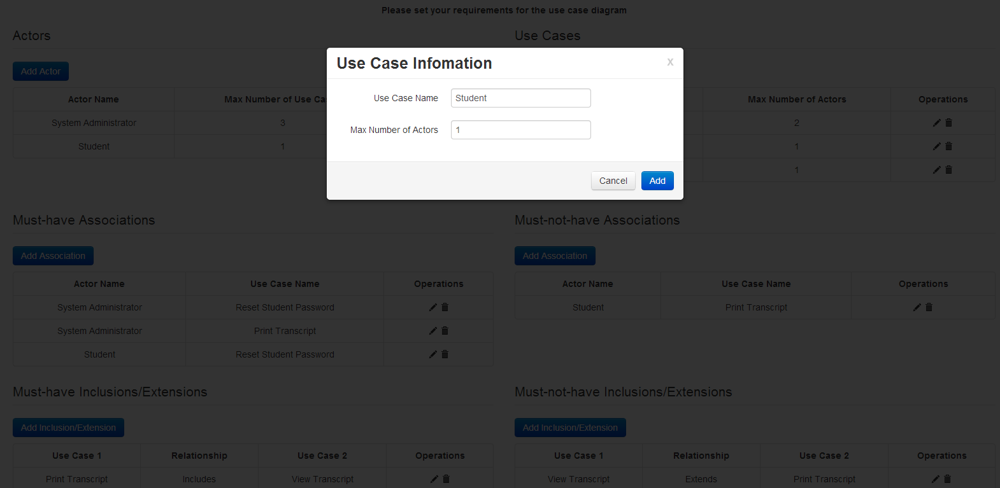 Please set your requirements for the use case diagram
Actors
Use Cases
Add Actor
Actor Name Max Number of Use Ca
System Administrator 3
Student 1
Max Number of Actors Operations
2
1
1
Use Case Infomation x
Use Case Name Student
Max Number of Actors 1
Cancel Add
Must-have Associations
Add Association
Actor Name Use Case Name Operations
System Administrator Reset Student Password
System Administrator Print Transcript
Student Reset Student Password
Must-not-have Associations
Add Association
Actor Name Use Case Name Operations
Student Print Transcript
Must-have Inclusions/Extensions
Add Inclusion/Extension
Use Case 1 Relationship Use Case 2 Operations
Print Transcript Includes View Transcript
Must-not-have Inclusions/Extensions
Add Inclusion/Extension
Use Case 1 Relationship Use Case 2 Operations
View Transcript Extends Print Transcript